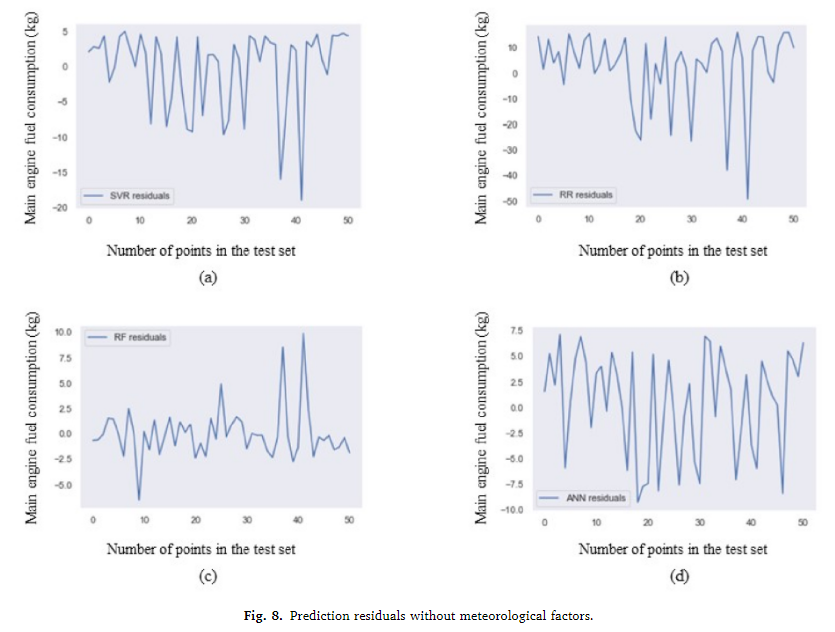 Main engine fuel consumption (kg)
5
0
−5
−10
−15
−20
SVR residuals
0 10 20 30 40 50
Number of points in the test set
(a)
Main engine fuel consumption (kg)
10
0
−10
−20
−30
−40
−50
RR residuals
0 10 20 30 40 50
Number of points in the test set
(b)
Main engine fuel consumption (kg)
10.0
7.5
5.0
2.5
0.0
−2.5
−5.0
RF residuals
0 10 20 30 40 50
Number of points in the test set
(c)
Main engine fuel consumption (kg)
7.5
5.0
2.5
0.0
−2.5
−5.0
−7.5
−10.0
ANN residuals
0 10 20 30 40 50
Number of points in the test set
(d)
Fig. 8. Prediction residuals without meteorological factors.